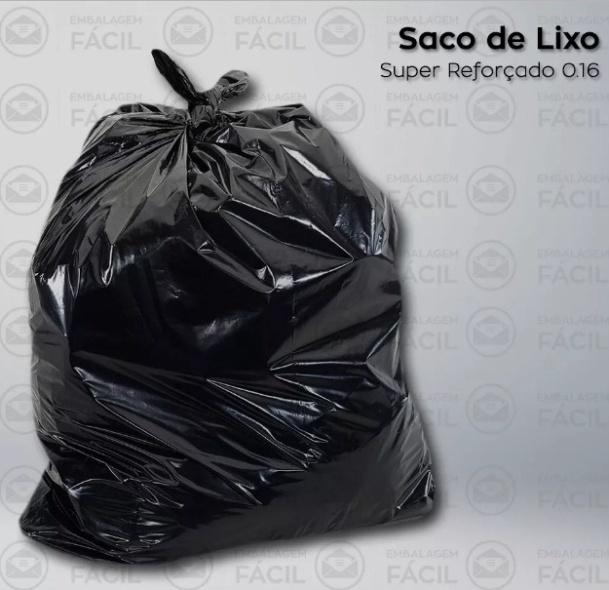 Saco de Lixo
Super Reforçado 0.16
EMBALAGEM
FÁCIL